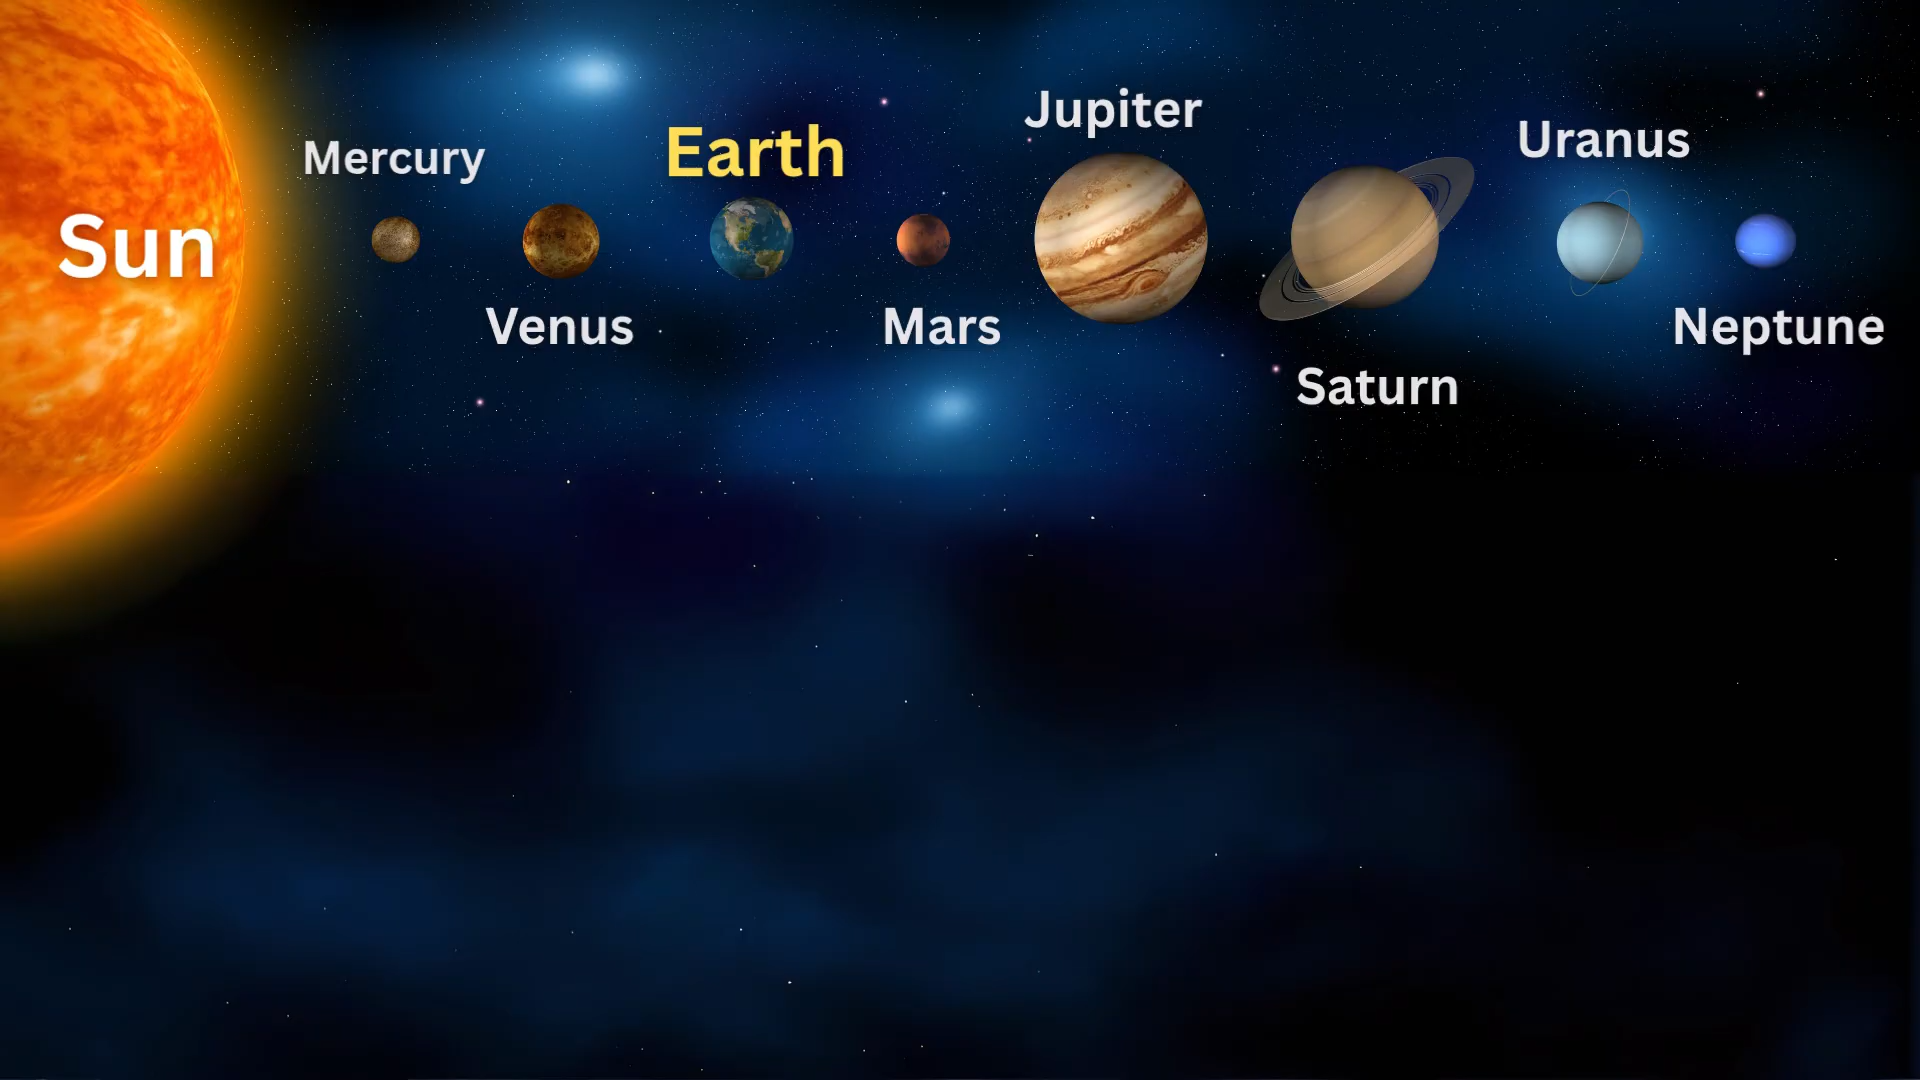 Sun
Mercury
Venus
Earth
Mars
Jupiter
Saturn
Uranus
Neptune